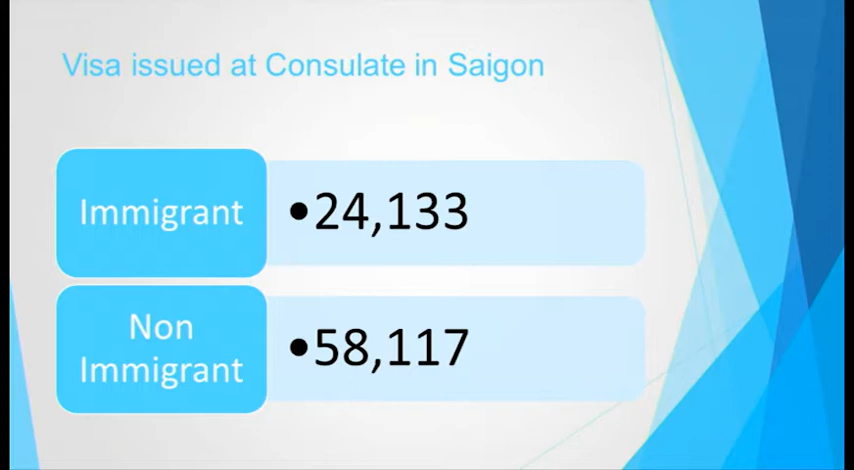 Visa issued at Consulate in Saigon
Immigrant
•24,133
Non
Immigrant
•58,117